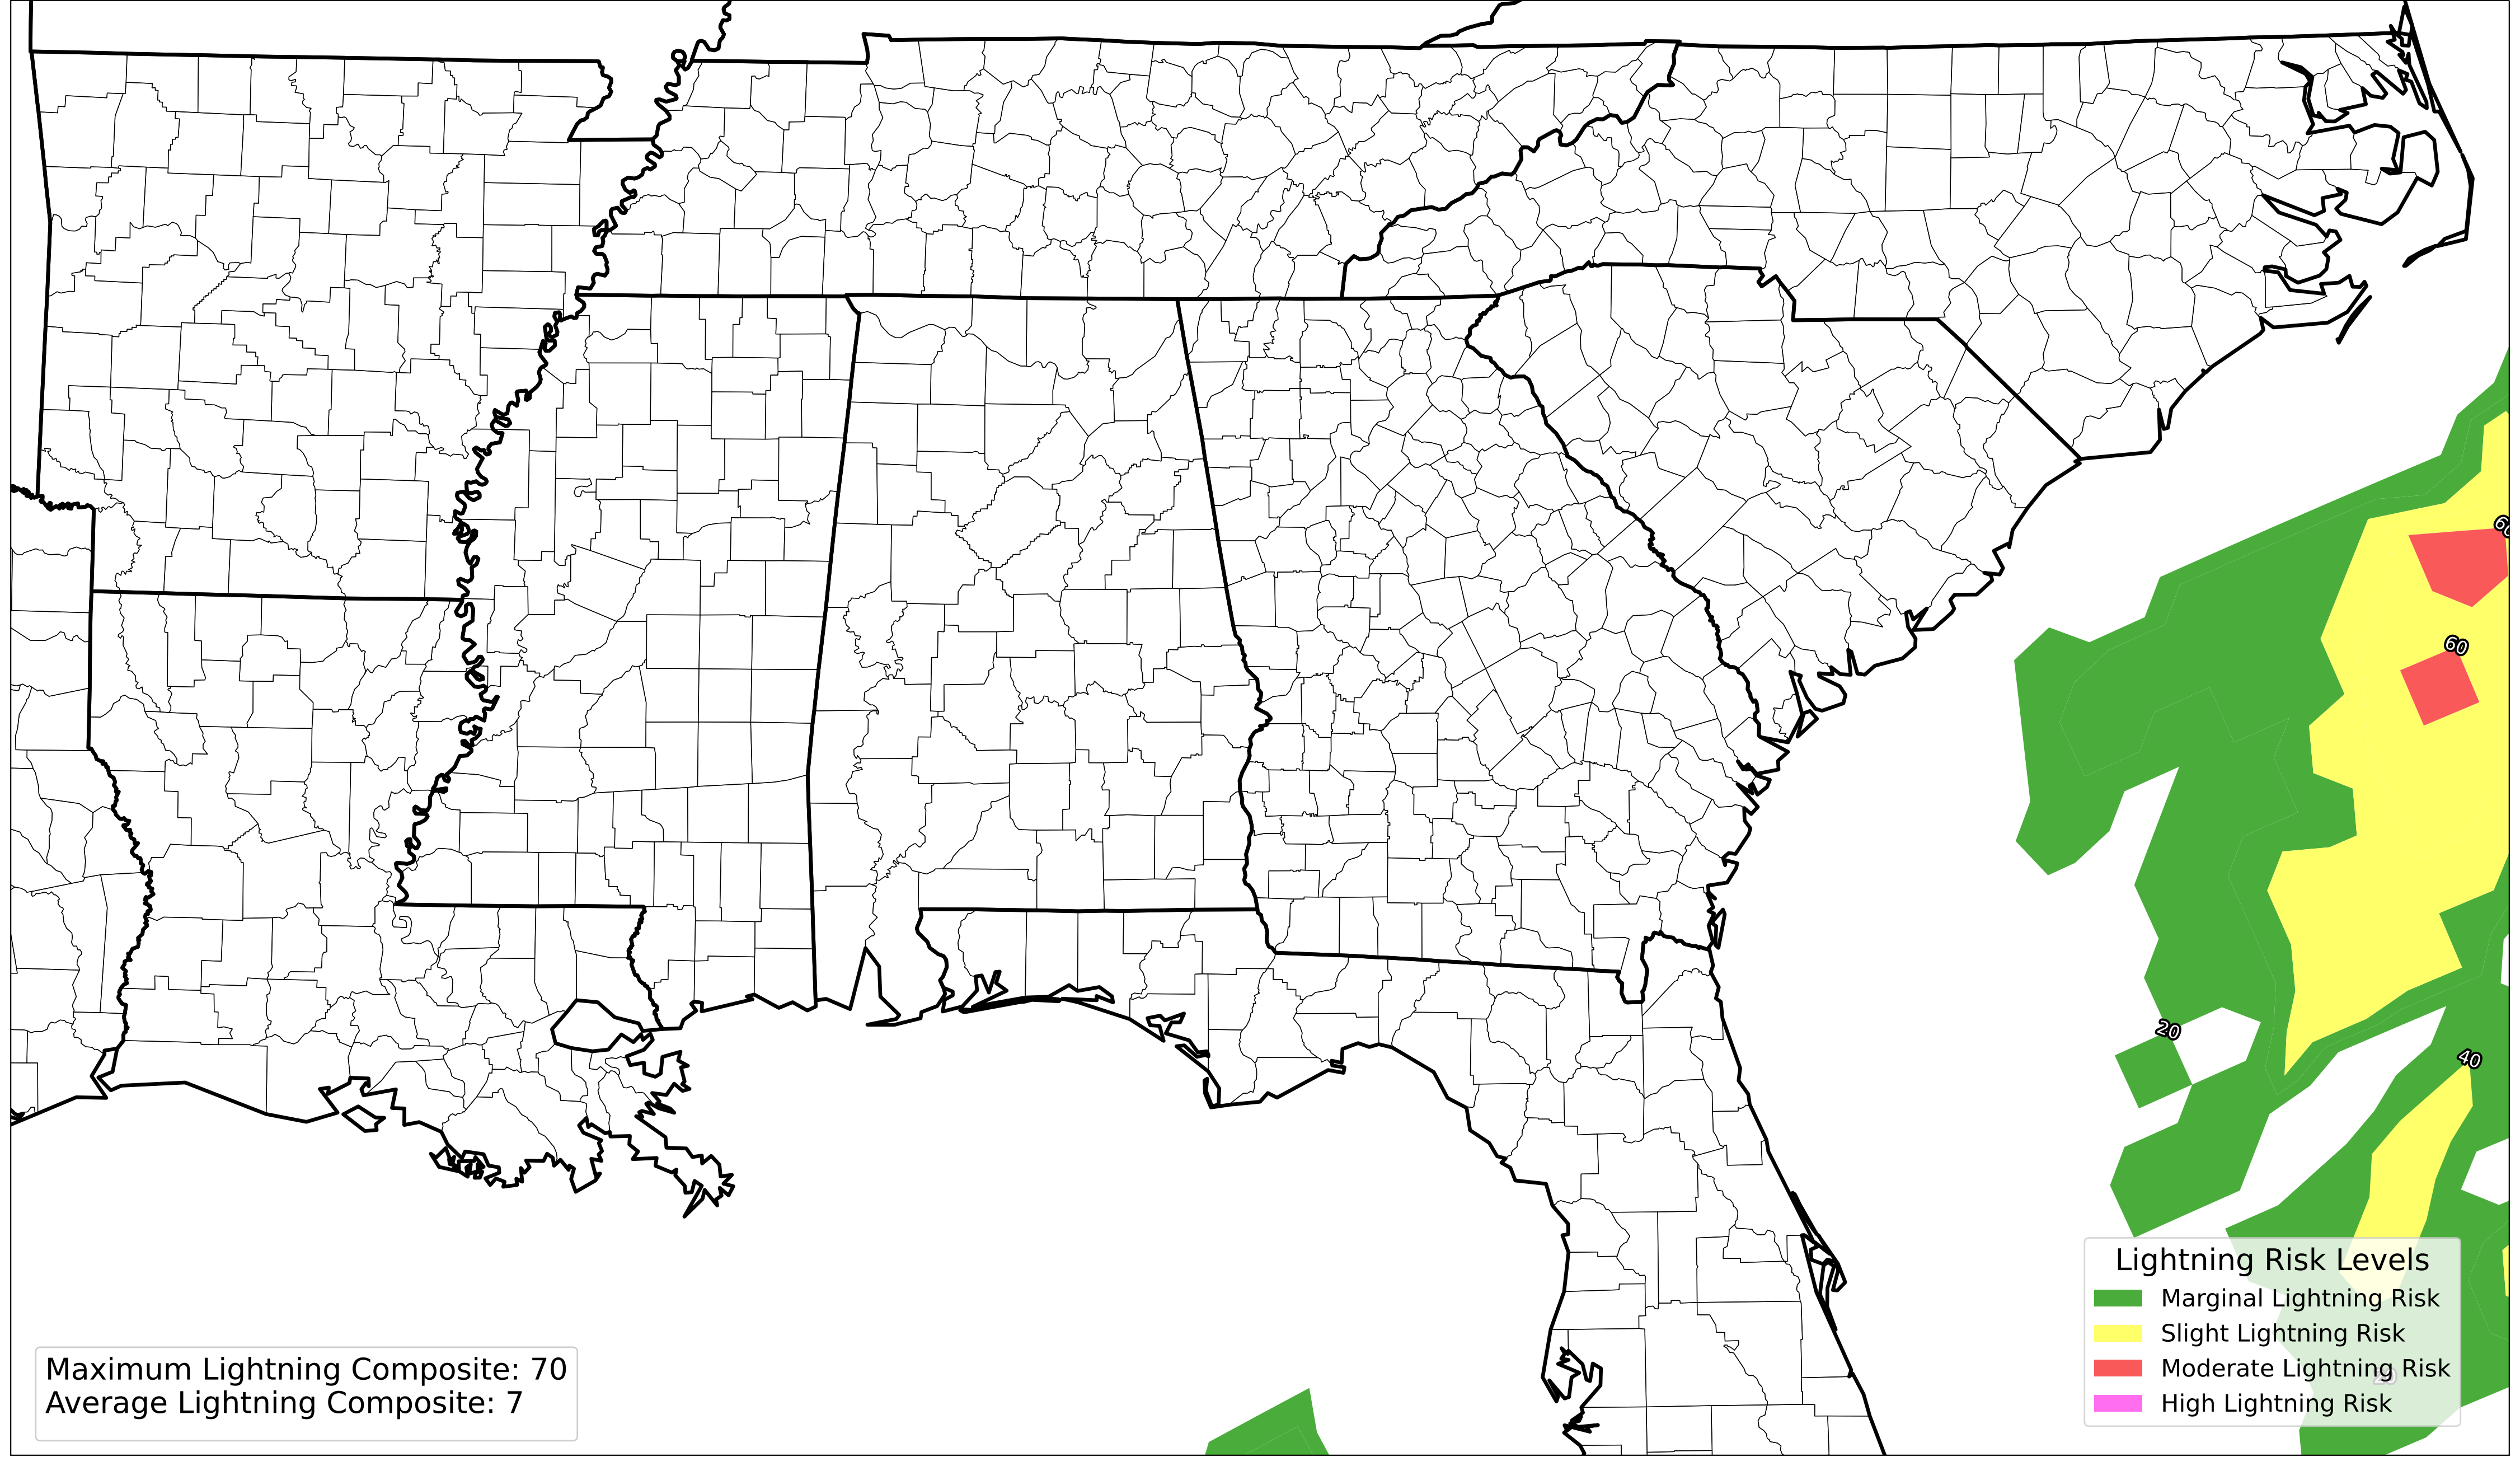 60
60
20
40
Lightning Risk Levels
Marginal Lightning Risk
Slight Lightning Risk
Moderate Lightning Risk
High Lightning Risk
Maximum Lightning Composite: 70
Average Lightning Composite: 7